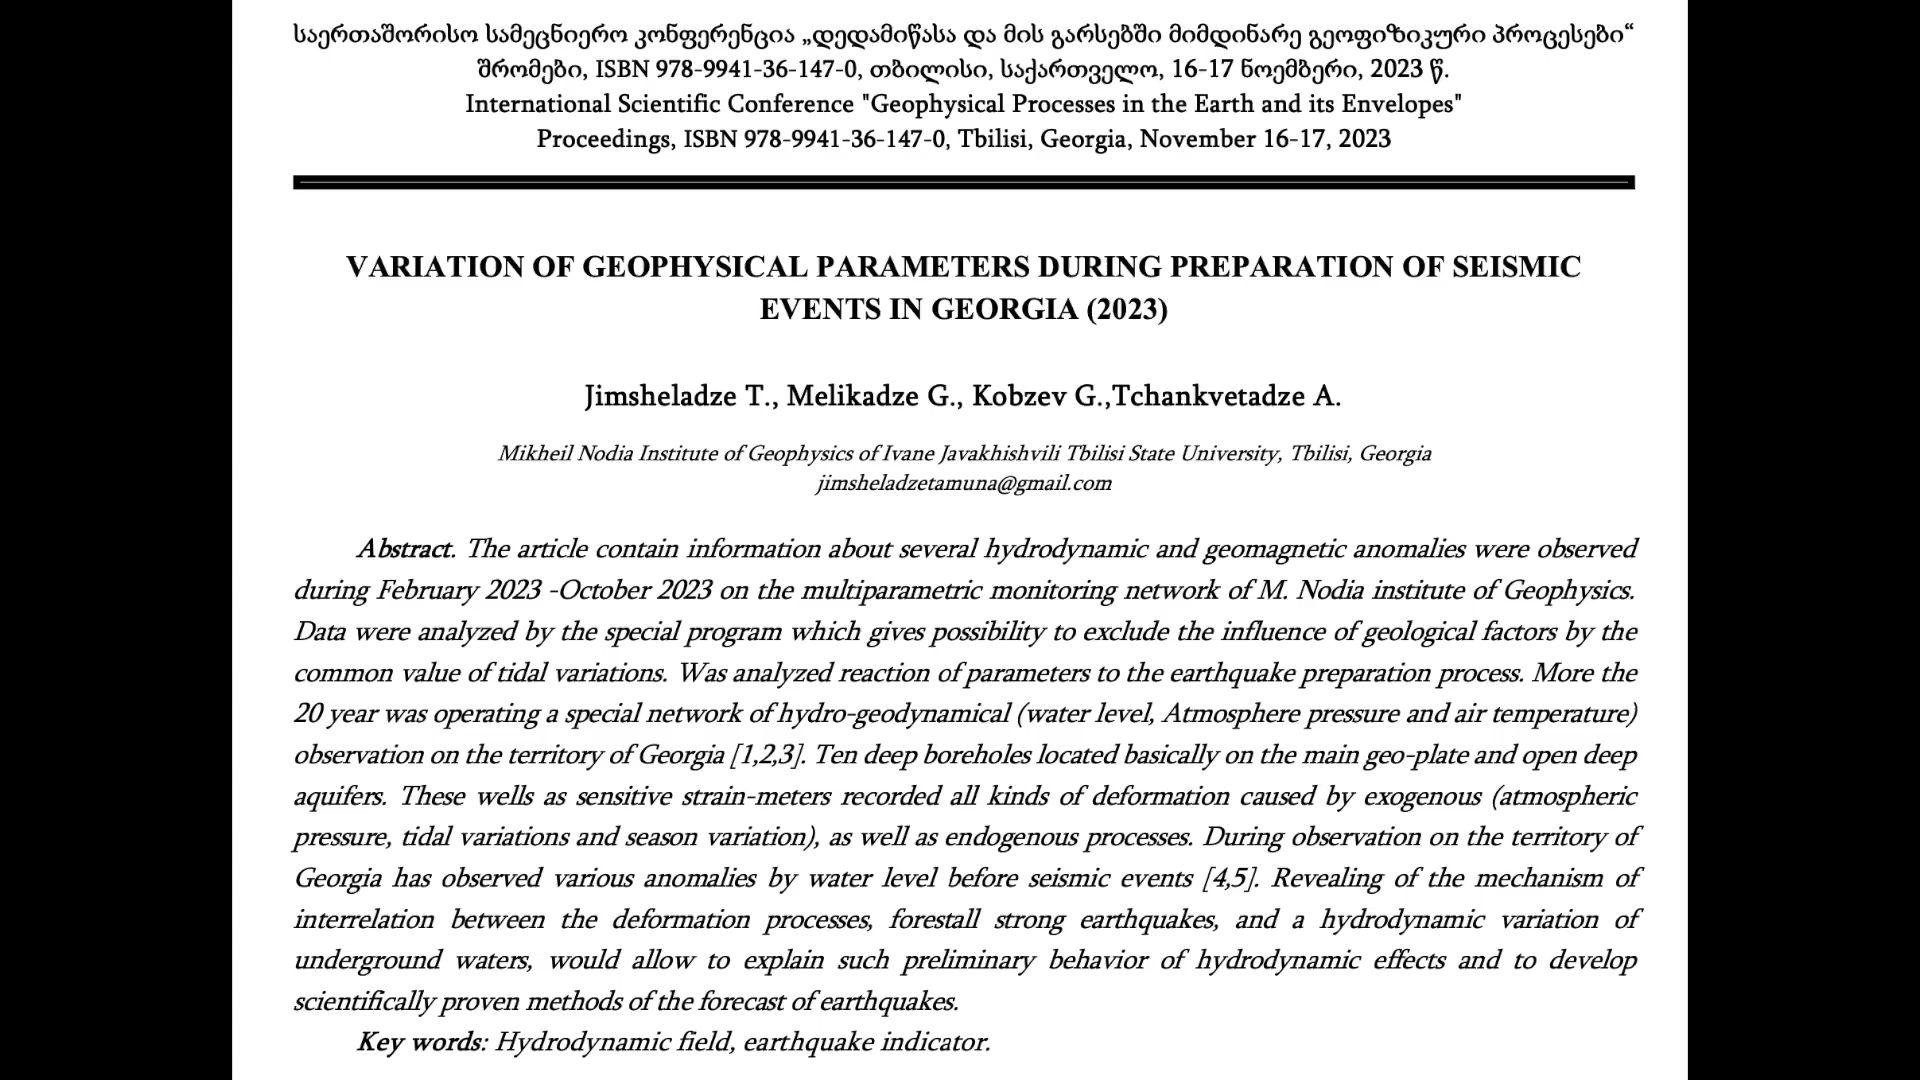 საერთაშორისო სამეცნიერო კონფერენცია „დედამიწასა და მის გარსებში მიმდინარე გეოფიზიკური პროცესები“
შრომები, ISBN 978-9941-36-147-0, თბილისი, საქართველო, 16-17 ნოემბერი, 2023 წ.
International Scientific Conference "Geophysical Processes in the Earth and its Envelopes"
Proceedings, ISBN 978-9941-36-147-0, Tbilisi, Georgia, November 16-17, 2023
VARIATION OF GEOPHYSICAL PARAMETERS DURING PREPARATION OF SEISMIC
EVENTS IN GEORGIA (2023)
Jimsheladze T., Melikadze G., Kobzev G.,Tchankvetadze A.
Mikheil Nodia Institute of Geophysics of Ivane Javakhishvili Tbilisi State University, Tbilisi, Georgia
jimsheladzetamuna@gmail.com
Abstract. The article contain information about several hydrodynamic and geomagnetic anomalies were observed
during February 2023 -October 2023 on the multiparametric monitoring network of M. Nodia institute of Geophysics.
Data were analyzed by the special program which gives possibility to exclude the influence of geological factors by the
common value of tidal variations. Was analyzed reaction of parameters to the earthquake preparation process. More the
20 year was operating a special network of hydro-geodynamical (water level, Atmosphere pressure and air temperature)
observation on the territory of Georgia [1,2,3]. Ten deep boreholes located basically on the main geo-plate and open deep
aquifers. These wells as sensitive strain-meters recorded all kinds of deformation caused by exogenous (atmospheric
pressure, tidal variations and season variation), as well as endogenous processes. During observation on the territory of
Georgia has observed various anomalies by water level before seismic events [4,5]. Revealing of the mechanism of
interrelation between the deformation processes, forestall strong earthquakes, and a hydrodynamic variation of
underground waters, would allow to explain such preliminary behavior of hydrodynamic effects and to develop
scientifically proven methods of the forecast of earthquakes.
Key words: Hydrodynamic field, earthquake indicator.